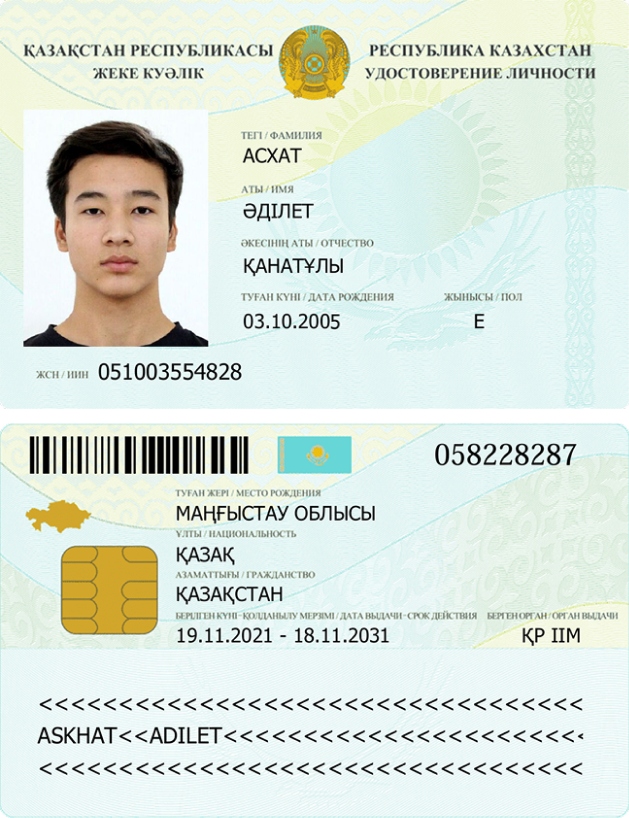 ҚАЗАҚСТАН РЕСПУБЛИКАСЫ
ЖЕКЕ КУӘЛІК
РЕСПУБЛИКА КАЗАХСТАН
УДОСТОВЕРЕНИЕ ЛИЧНОСТИ
ТЕГІ / ФАМИЛИЯ
АСХАТ
АТЫ / ИМЯ
ӘДІЛЕТ
ӘКЕСІНІҢ АТЫ / ОТЧЕСТВО
ҚАНАТҰЛЫ
ТУҒАН КҮНІ / ДАТА РОЖДЕНИЯ ЖЫНЫСЫ / ПОЛ
03.10.2005 Е
ЖСН / ИИН 051003554828
058228287
ТУҒАН ЖЕРІ / МЕСТО РОЖДЕНИЯ
МАҢҒЫСТАУ ОБЛЫСЫ
ҰЛТЫ / НАЦИОНАЛЬНОСТЬ
ҚАЗАҚ
АЗАМАТТЫҒЫ / ГРАЖДАНСТВО
ҚАЗАҚСТАН
БЕРІЛГЕН КҮНІ–ҚОЛДАНЫЛУ МЕРЗІМІ / ДАТА ВЫДАЧИ–СРОК ДЕЙСТВИЯ БЕРГЕН ОРГАН / ОРГАН ВЫДАЧИ
19.11.2021 - 18.11.2031 ҚР ІІМ
<<<<<<<<<<<<<<<<<<<<<<<<<<<<<<<<<<
ASKHAT<<ADILET<<<<<<<<<<<<<<<<<<<<<<
<<<<<<<<<<<<<<<<<<<<<<<<<<<<<<<<<<